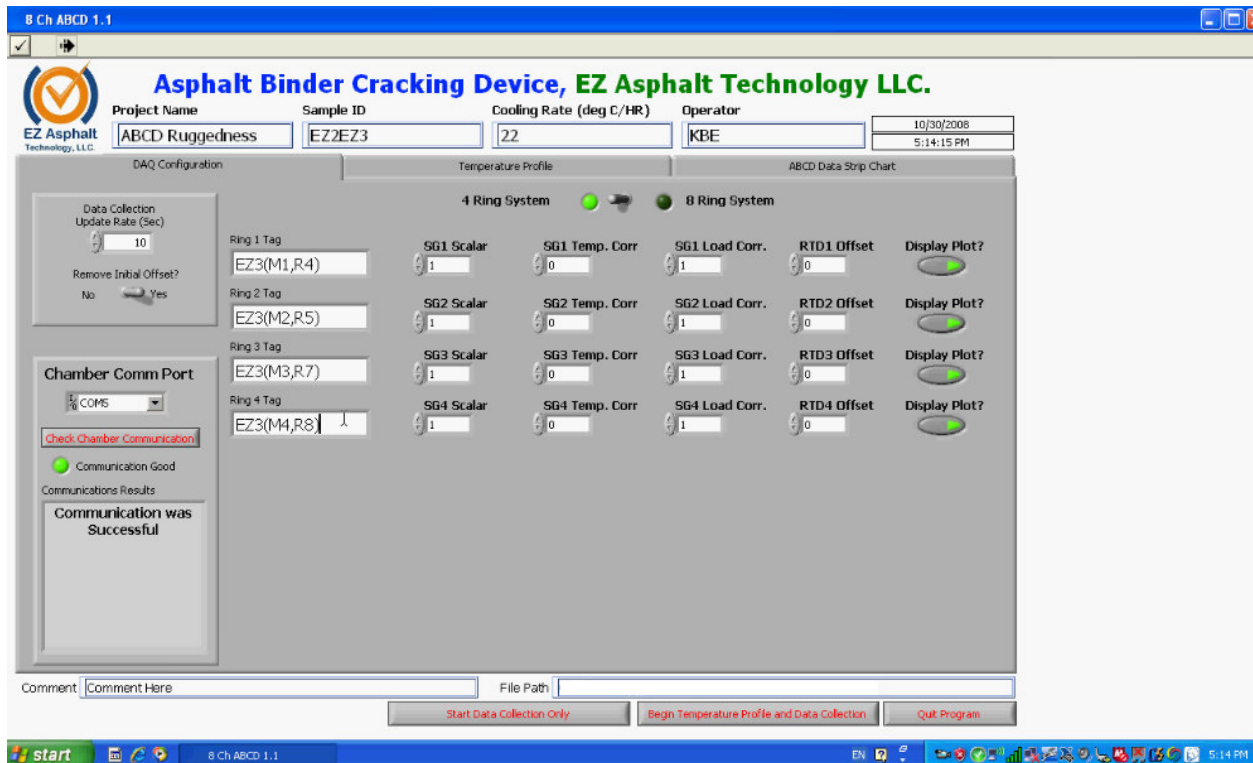 8 Ch ABCD 1.1
Asphalt Binder Cracking Device, EZ Asphalt Technology LLC.
EZ Asphalt
Technology, LLC.
Project Name Sample ID Cooling Rate (deg C/HR) Operator
ABCD Ruggedness EZ2EZ3 22 KBE
10/30/2008
5:14:15 PM
DAQ Configuration Temperature Profile ABCD Data Strip Chart
4 Ring System 8 Ring System
Data Collection
Update Rate (Sec)
10
Remove Initial Offset?
No Yes
Ring 1 Tag SG1 Scalar SG1 Temp. Corr SG1 Load Corr. RTD1 Offset Display Plot?
EZ3(M1,R4) 1 0 1 0
Ring 2 Tag SG2 Scalar SG2 Temp. Corr SG2 Load Corr. RTD2 Offset Display Plot?
EZ3(M2,R5) 1 0 1 0
Ring 3 Tag SG3 Scalar SG3 Temp. Corr SG3 Load Corr. RTD3 Offset Display Plot?
EZ3(M3,R7) 1 0 1 0
Ring 4 Tag SG4 Scalar SG4 Temp. Corr SG4 Load Corr. RTD4 Offset Display Plot?
EZ3(M4,R8) 1 0 1 0
Chamber Comm Port
COM5
Check Chamber Communication
Communication Good
Communications Results
Communication was
Successful
Comment Comment Here File Path
Start Data Collection Only Begin Temperature Profile and Data Collection Quit Program
start 8 Ch ABCD 1.1 EN 5:14 PM